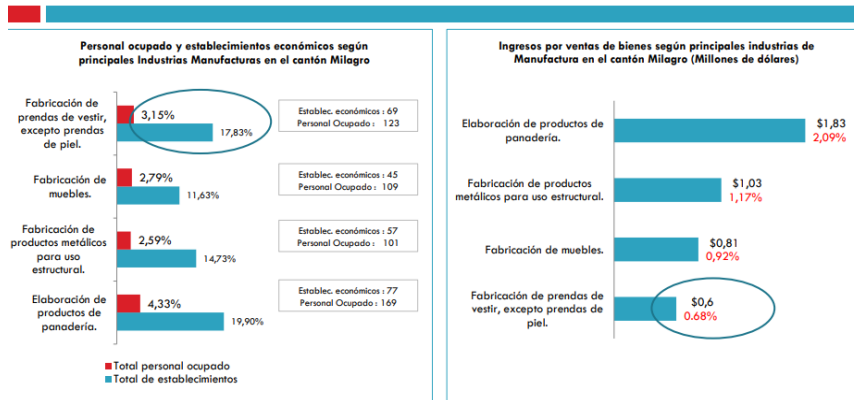 Personal ocupado y establecimientos económicos según
principales Industrias Manufacturas en el cantón Milagro
Fabricación de
prendas de vestir,
excepto prendas
de piel.
3,15%
17,83%
Establec. económicos : 69
Personal Ocupado : 123
Fabricación de
muebles.
2,79%
11,63%
Establec. económicos : 45
Personal Ocupado : 109
Fabricación de
productos metálicos
para uso
estructural.
2,59%
14,73%
Establec. económicos : 57
Personal Ocupado : 101
Elaboración de
productos de
panadería.
4,33%
19,90%
Establec. económicos : 77
Personal Ocupado : 169
Total personal ocupado
Total de establecimientos
Ingresos por ventas de bienes según principales industrias de
Manufactura en el cantón Milagro (Millones de dólares)
Elaboración de productos de
panadería.
$1,83
2,09%
Fabricación de productos
metálicos para uso estructural.
$1,03
1,17%
Fabricación de muebles.
$0,81
0,92%
Fabricación de prendas de
vestir, excepto prendas de
piel.
$0,6
0.68%